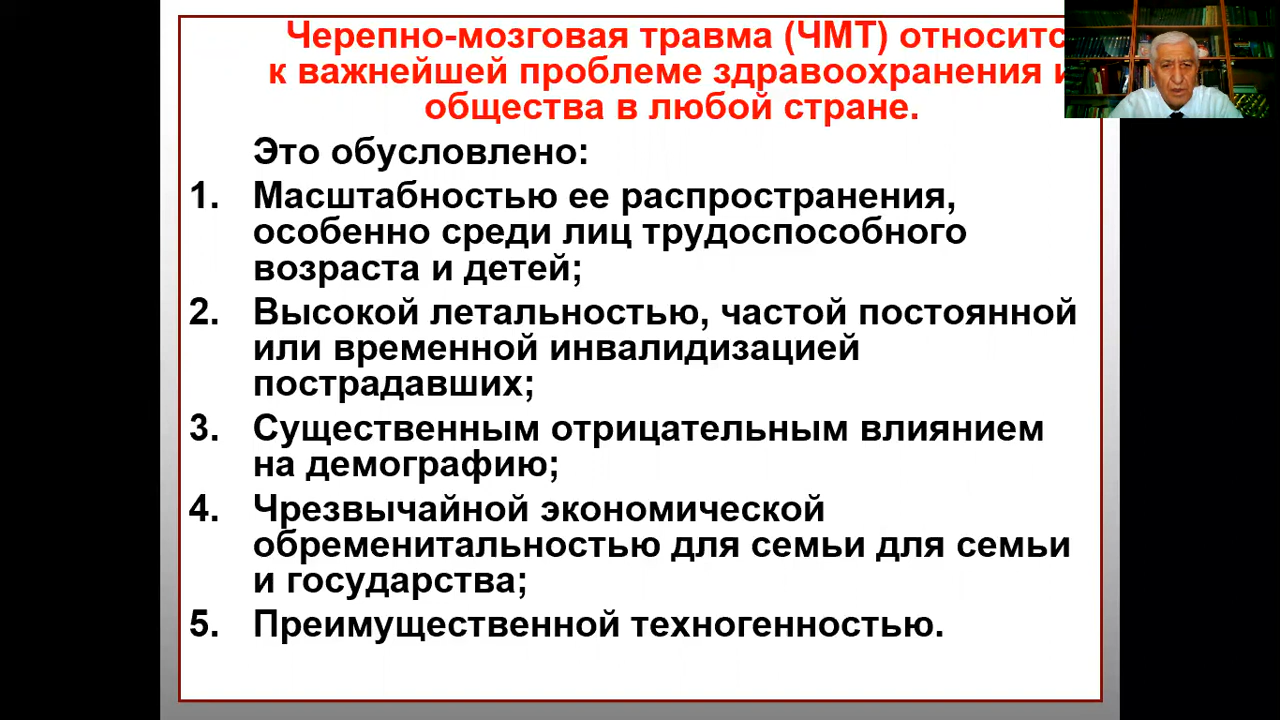 Черепно-мозговая травма (ЧМТ) относитс
к важнейшей проблеме здравоохранения и
общества в любой стране.
Это обусловлено:
1. Масштабностью ее распространения,
особенно среди лиц трудоспособного
возраста и детей;
2. Высокой летальностью, частой постоянной
или временной инвалидизацией
пострадавших;
3. Существенным отрицательным влиянием
на демографию;
4. Чрезвычайной экономической
обременитальностью для семьи для семьи
и государства;
5. Преимущественной техногенностью.